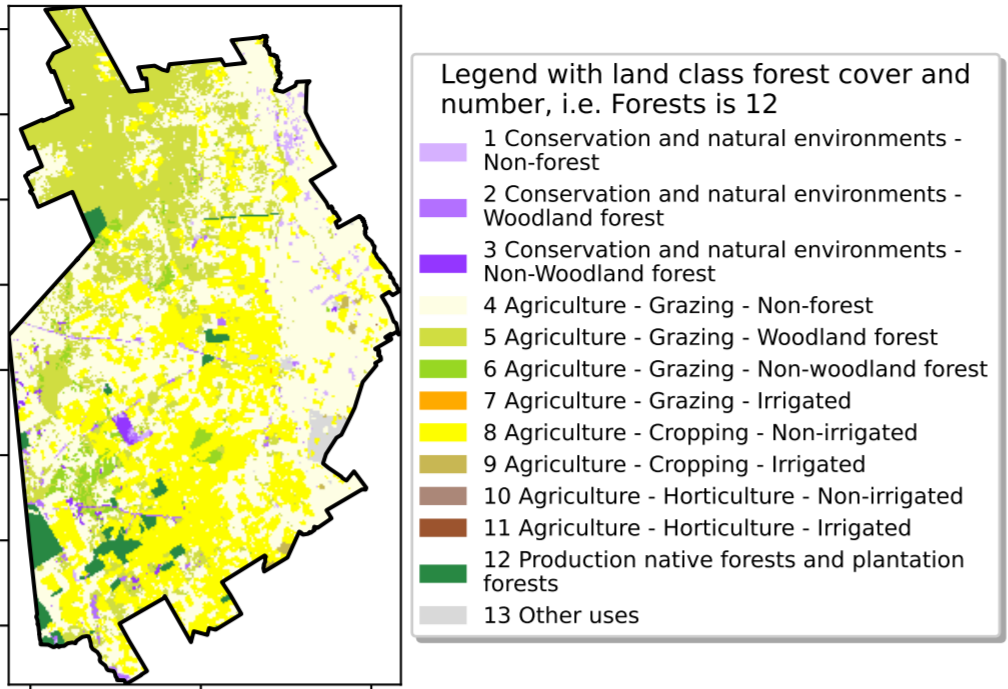 Legend with land class forest cover and
number, i.e. Forests is 12
1 Conservation and natural environments -
Non-forest
2 Conservation and natural environments -
Woodland forest
3 Conservation and natural environments -
Non-Woodland forest
4 Agriculture - Grazing - Non-forest
5 Agriculture - Grazing - Woodland forest
6 Agriculture - Grazing - Non-woodland forest
7 Agriculture - Grazing - Irrigated
8 Agriculture - Cropping - Non-irrigated
9 Agriculture - Cropping - Irrigated
10 Agriculture - Horticulture - Non-irrigated
11 Agriculture - Horticulture - Irrigated
12 Production native forests and plantation
forests
13 Other uses